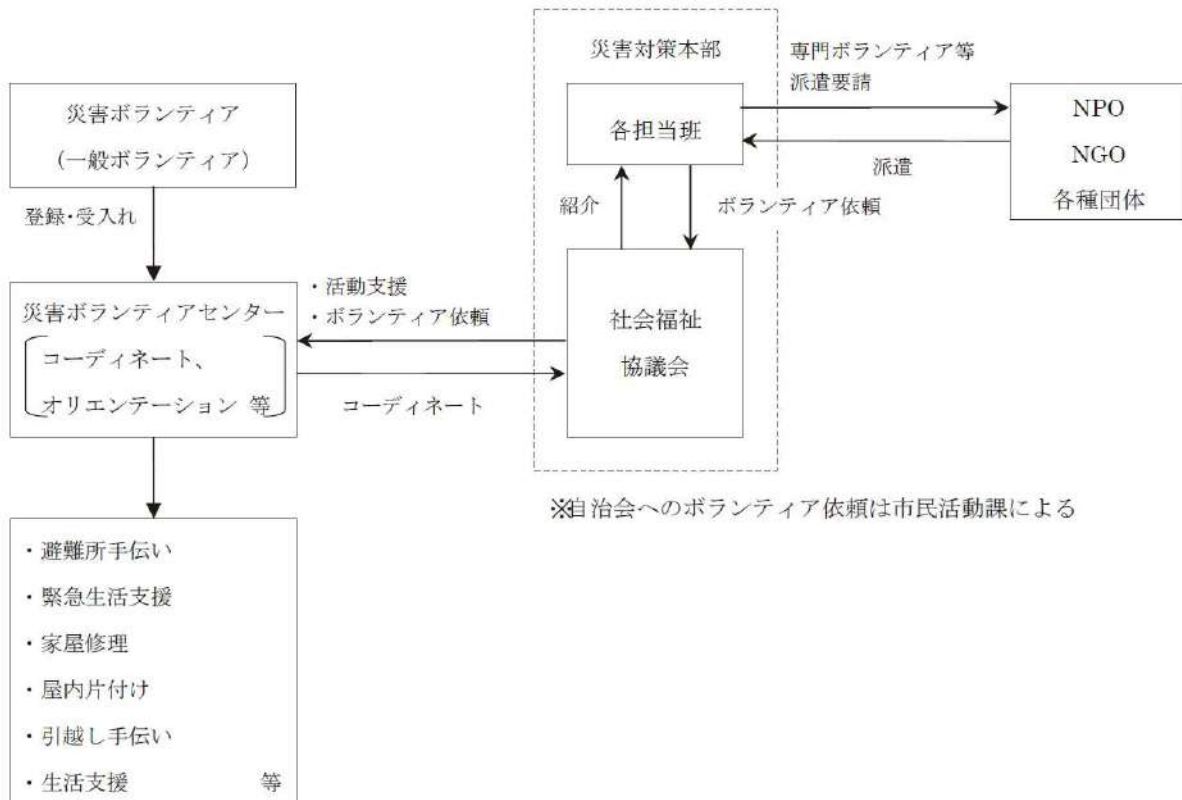 災害ボランティア
(一般ボランティア)
登録・受入れ
災害ボランティアセンター
コーディネート、
オリエンテーション 等
・避難所手伝い
・緊急生活支援
・家屋修理
・屋内片付け
・引越し手伝い
・生活支援 等
・活動支援
・ボランティア依頼
コーディネート
災害対策本部
各担当班
紹介
ボランティア依頼
社会福祉
協議会
専門ボランティア等
派遣要請
派遣
NPO
NGO
各種団体
※自治会へのボランティア依頼は市民活動課による